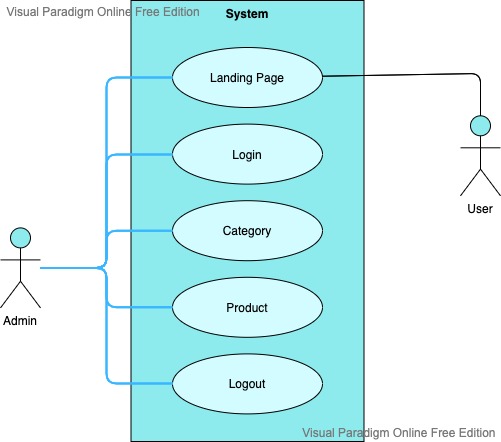 Visual Paradigm Online Free Edition
System
Landing Page
Login
User
Category
Product
Admin
Logout
Visual Paradigm Online Free Edition